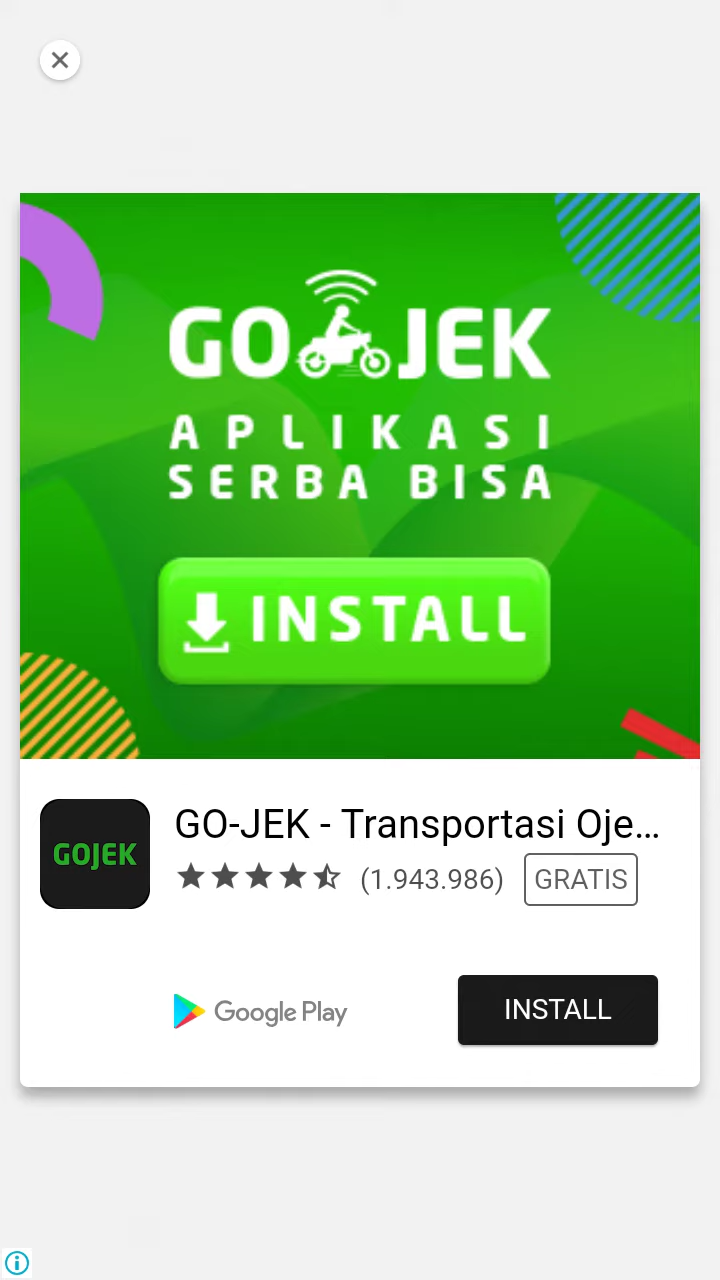 GO JEK
APLIKASI
SERBA BISA
INSTALL
GOJEK
GO-JEK - Transportasi Oje...
(1.943.986)
GRATIS
Google Play
INSTALL